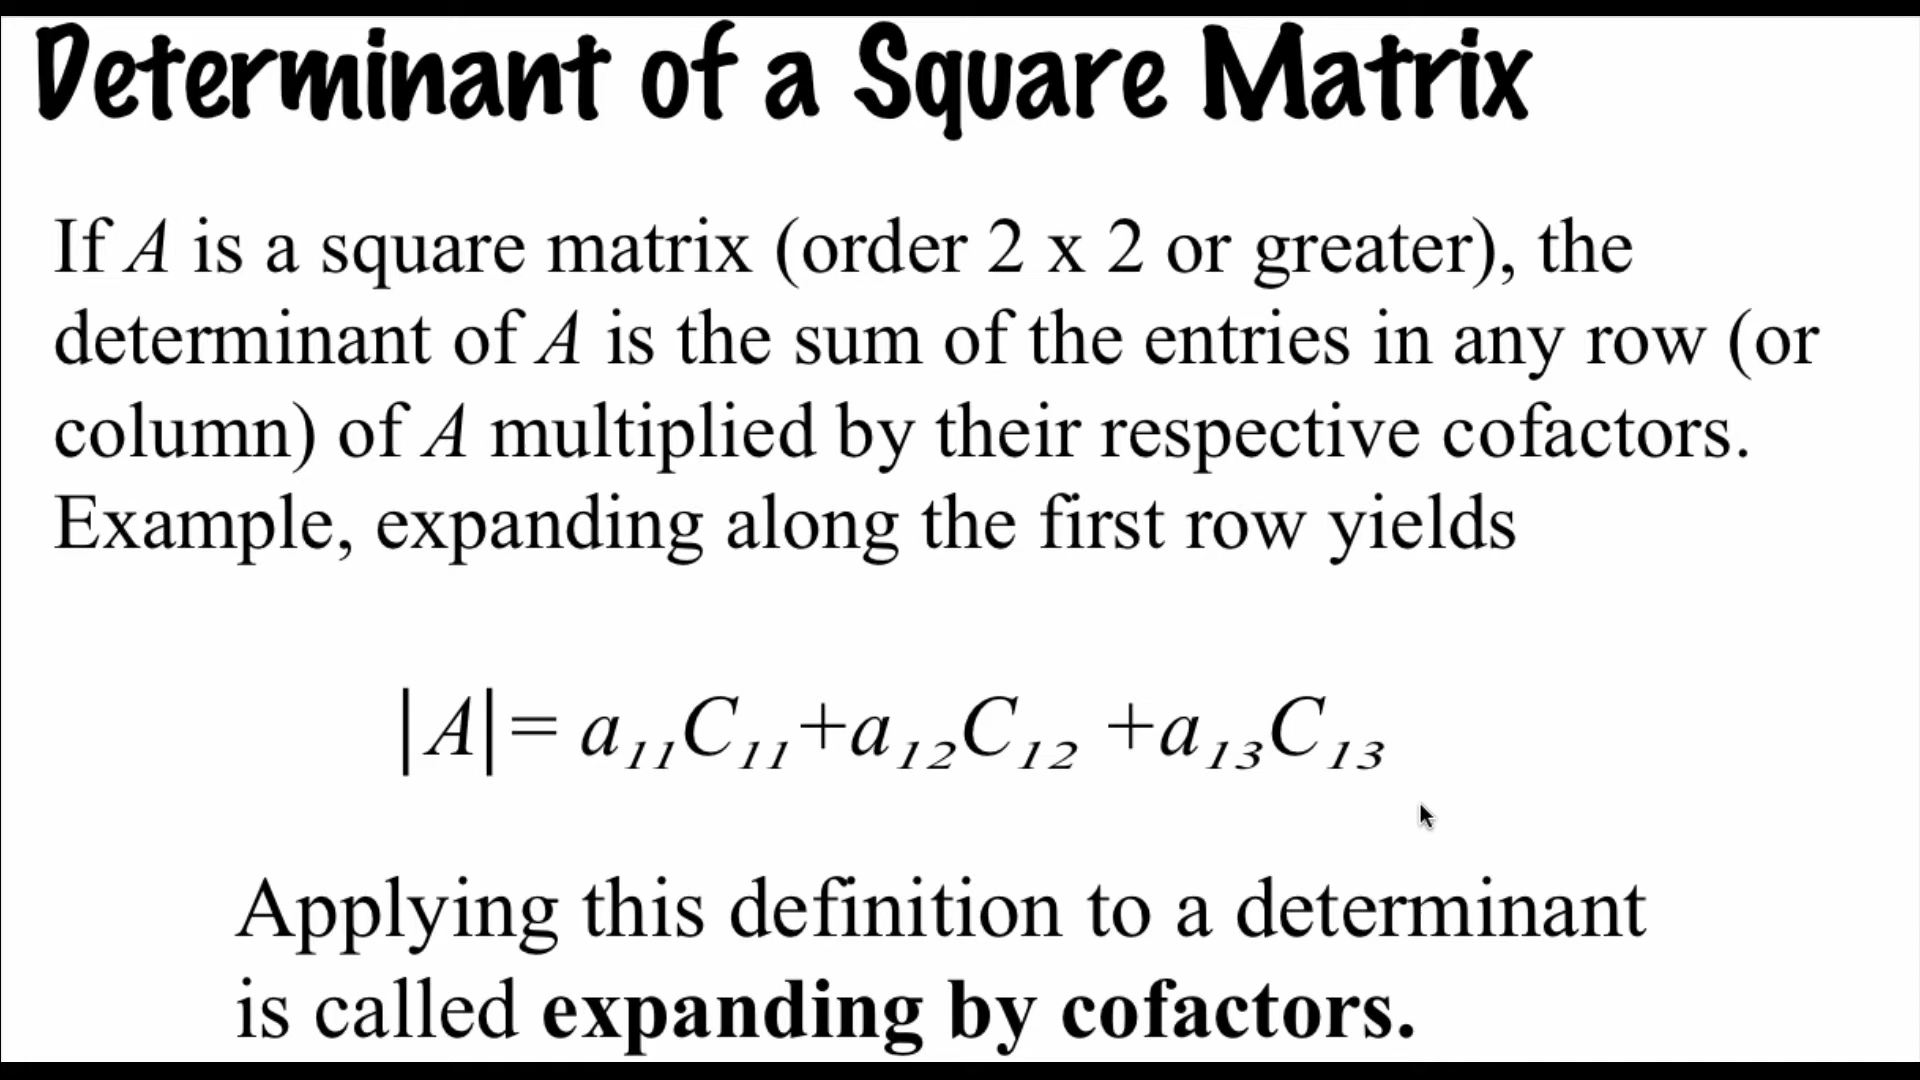 Determinant of a Square Matrix
If A is a square matrix (order 2 x 2 or greater), the
determinant of A is the sum of the entries in any row (or
column) of A multiplied by their respective cofactors.
Example, expanding along the first row yields
|A|= a₁₁C₁₁+a₁₂C₁₂ +a₁₃C₁₃
Applying this definition to a determinant
is called expanding by cofactors.